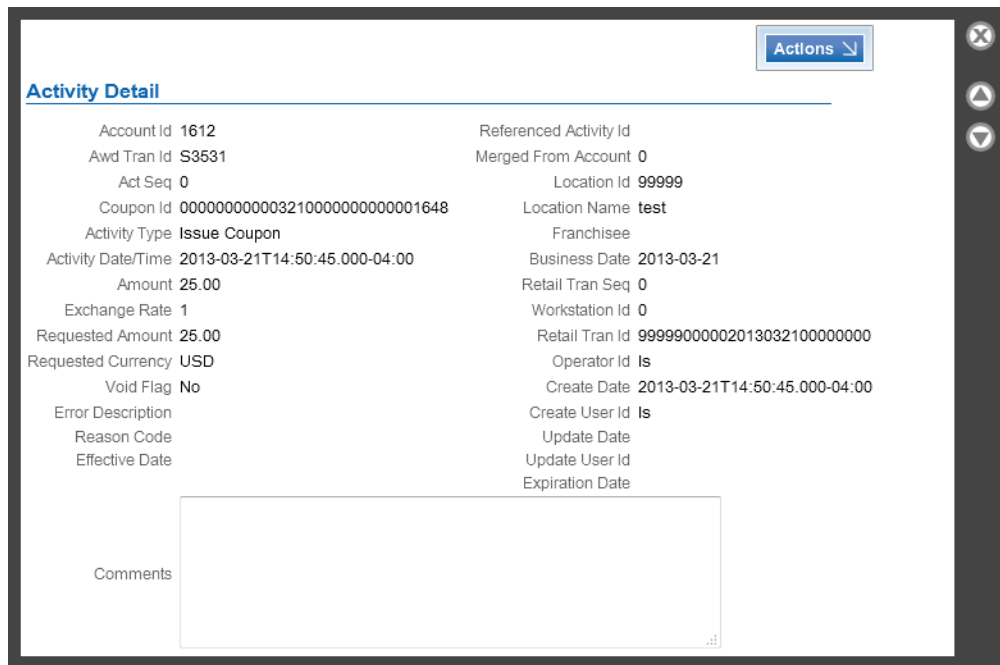 Actions
Activity Detail
Account Id 1612
Awd Tran Id S3531
Act Seq 0
Coupon Id 000000000003210000000000001648
Activity Type Issue Coupon
Activity Date/Time 2013-03-21T14:50:45.000-04:00
Amount 25.00
Exchange Rate 1
Requested Amount 25.00
Requested Currency USD
Void Flag No
Error Description
Reason Code
Effective Date
Referenced Activity Id
Merged From Account 0
Location Id 99999
Location Name test
Franchisee
Business Date 2013-03-21
Retail Tran Seq 0
Workstation Id 0
Retail Tran Id 9999900000201303210000000
Operator Id ls
Create Date 2013-03-21T14:50:45.000-04:00
Create User Id ls
Update Date
Update User Id
Expiration Date
Comments